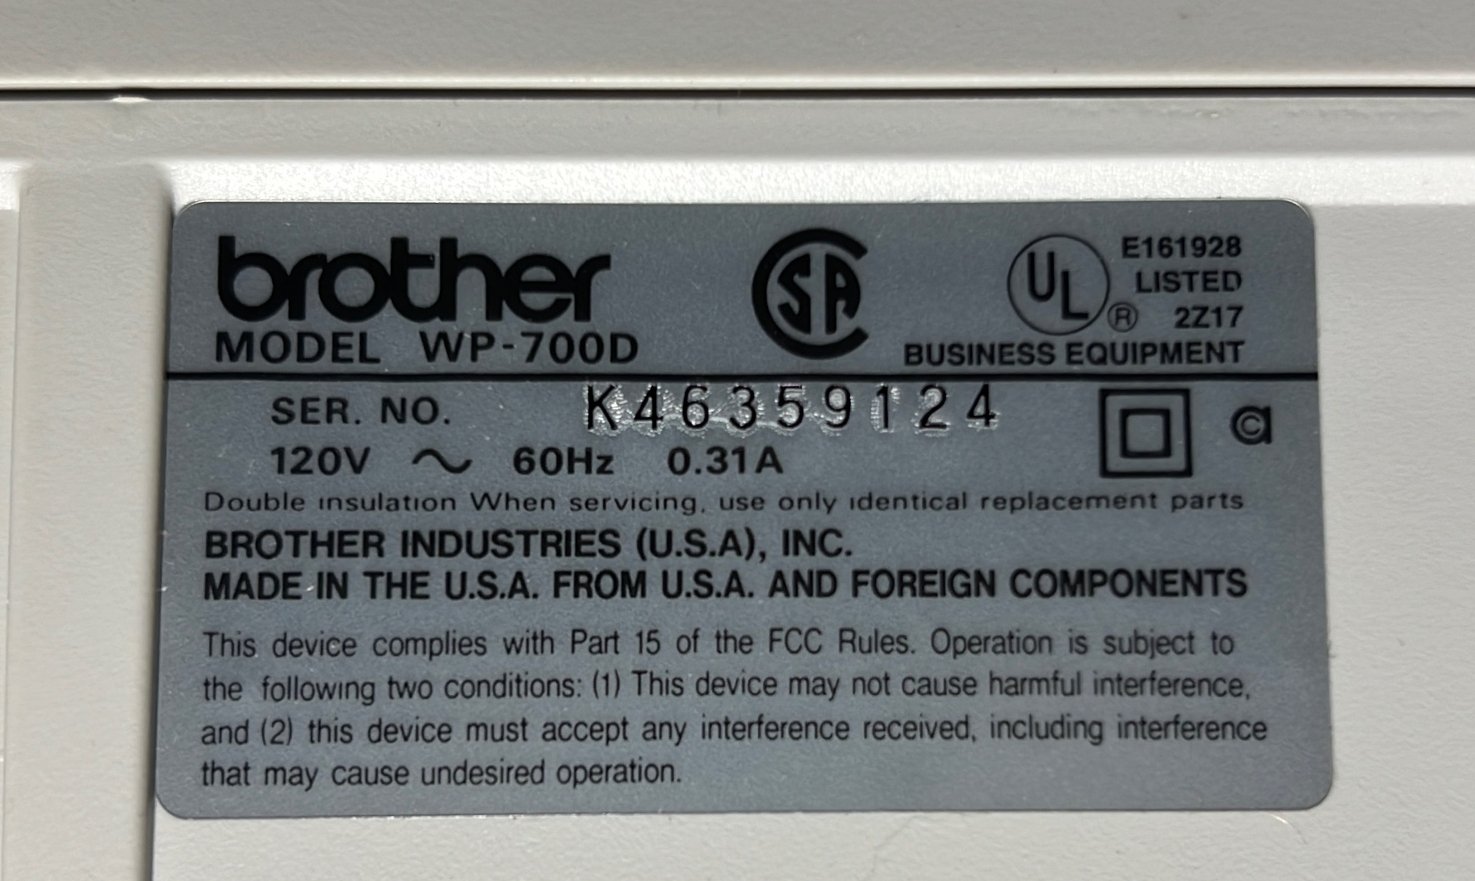 brother
MODEL WP-700D
SA
UL ®
E161928
LISTED
2Z17
BUSINESS EQUIPMENT
SER. NO. K46359124
120V ~ 60Hz 0.31A
Double insulation When servicing, use only identical replacement parts
BROTHER INDUSTRIES (U.S.A), INC.
MADE IN THE U.S.A. FROM U.S.A. AND FOREIGN COMPONENTS
This device complies with Part 15 of the FCC Rules. Operation is subject to
the following two conditions: (1) This device may not cause harmful interference,
and (2) this device must accept any interference received, including interference
that may cause undesired operation.